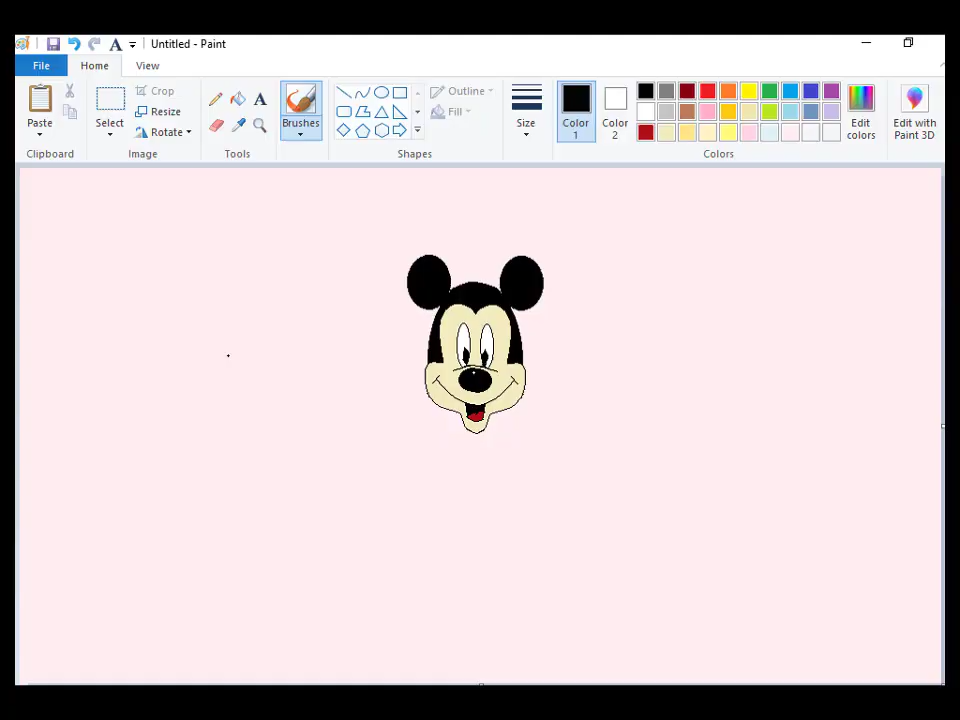 Untitled - Paint
File Home View
Paste
Clipboard
Select
Crop
Resize
Rotate
Image
Tools
Brushes
Outline
Fill
Shapes
Size
Color 1
Color 2
Edit colors
Colors
Edit with Paint 3D